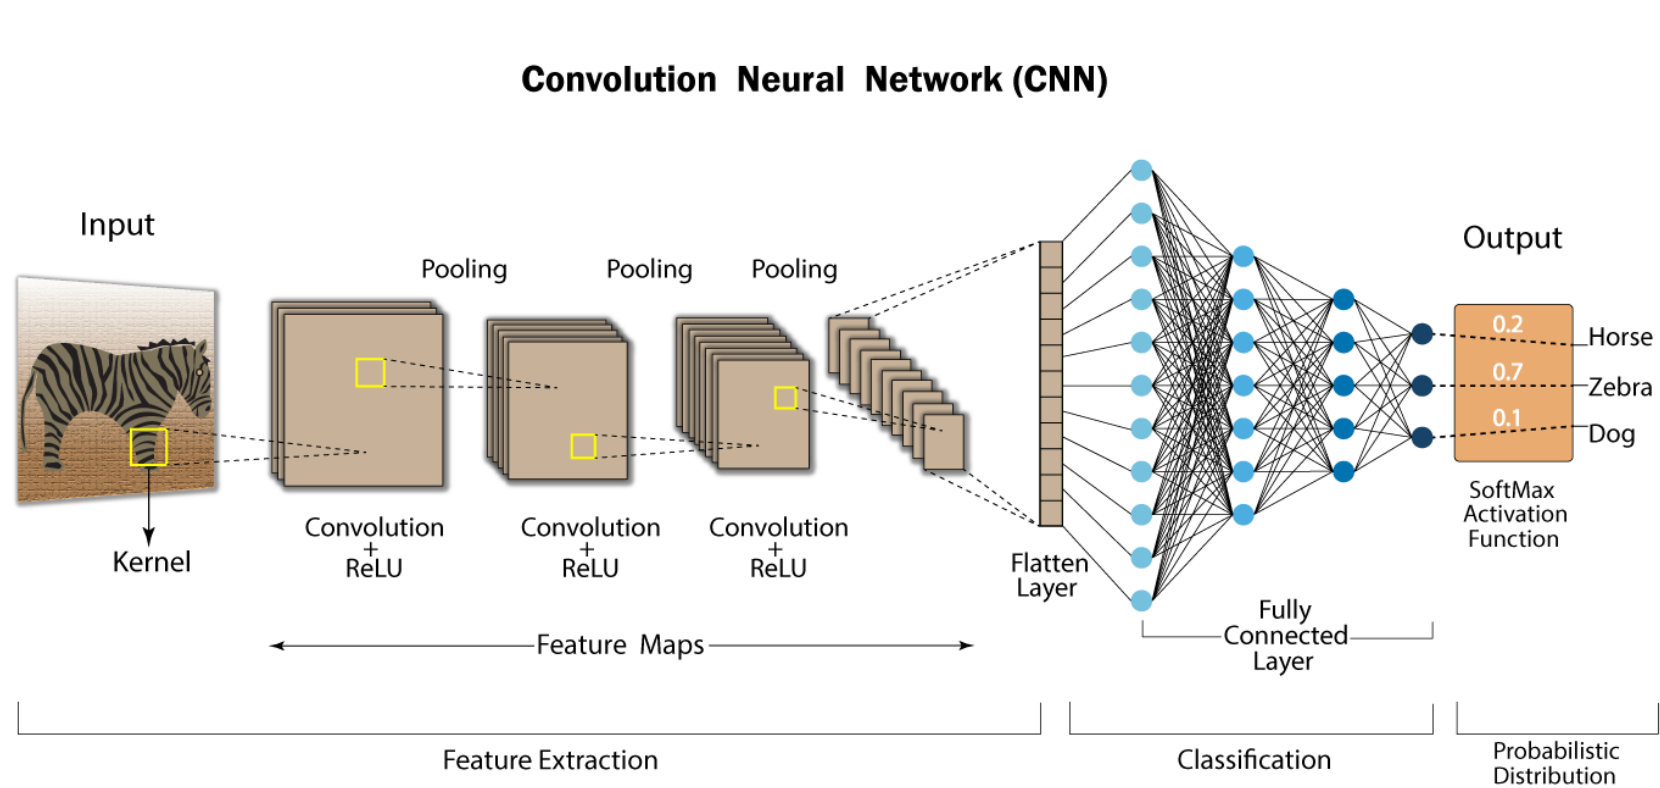 Convolution Neural Network (CNN)
Input
Kernel
Pooling
Pooling
Pooling
Convolution
+
ReLU
Convolution
+
ReLU
Convolution
+
ReLU
Feature Maps
Flatten
Layer
Fully
Connected
Layer
Output
0.2
Horse
0.7
Zebra
0.1
Dog
SoftMax
Activation
Function
Feature Extraction
Classification
Probabilistic
Distribution